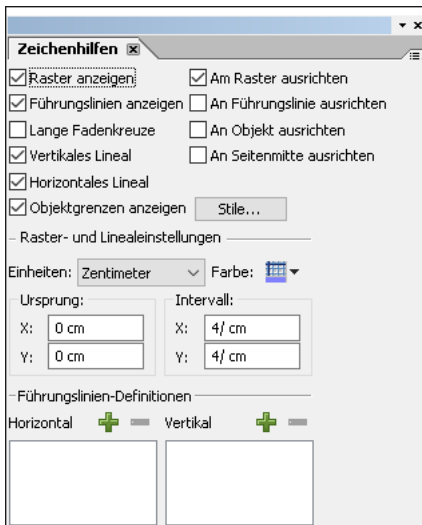 Zeichenhilfen
Raster anzeigen
Am Raster ausrichten
Führungslinien anzeigen
An Führungslinie ausrichten
Lange Fadenkreuze
An Objekt ausrichten
Vertikales Lineal
An Seitenmitte ausrichten
Horizontales Lineal
Objektgrenzen anzeigen
Stile...
Raster- und Linealeinstellungen
Einheiten: Zentimeter Farbe:
Ursprung:
Intervall:
X: 0 cm
X: 4/ cm
Y: 0 cm
Y: 4/ cm
Führungslinien-Definitionen
Horizontal
Vertikal